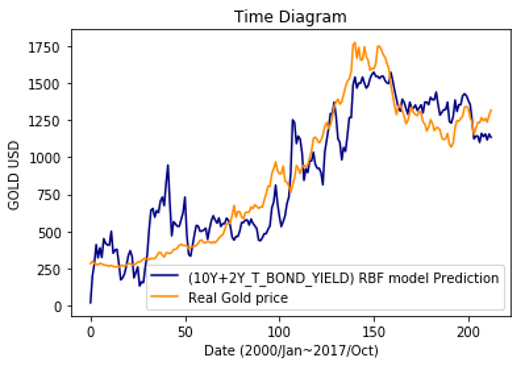 Time Diagram
GOLD USD
1750
1500
1250
1000
750
500
250
0
(10Y+2Y_T_BOND_YIELD) RBF model Prediction
Real Gold price
0 50 100 150 200
Date (2000/Jan~2017/Oct)